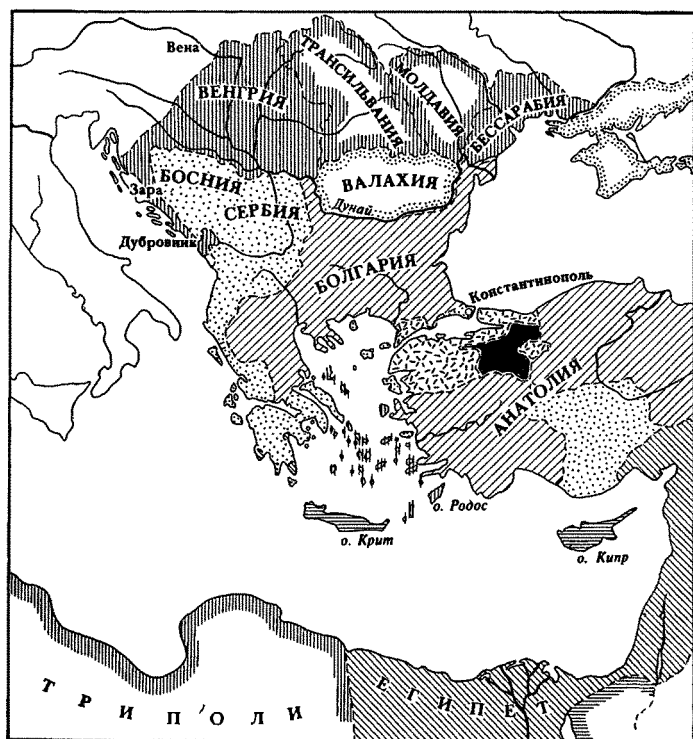 Вена
ВЕНГРИЯ
ТРАНСИЛЬВАНИЯ
МОЛДАВИЯ
БЕССАРАБИЯ
БОСНИЯ
Зара
СЕРБИЯ
ВАЛАХИЯ
Дунай
Дубровник
БОЛГАРИЯ
Константинополь
АНАТОЛИЯ
о. Родос
о. Крит
о. Кипр
ТРИПОЛИ
ЕГИПЕТ